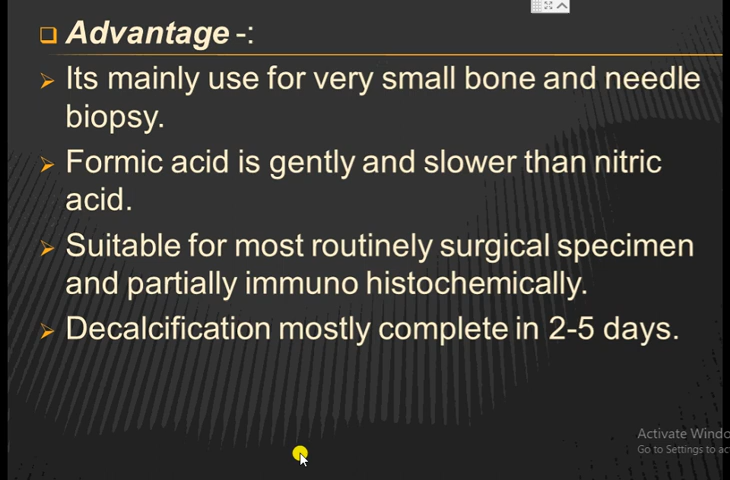 Advantage -:
Its mainly use for very small bone and needle
biopsy.
Formic acid is gently and slower than nitric
acid.
Suitable for most routinely surgical specimen
and partially immuno histochemically.
Decalcification mostly complete in 2-5 days.
Activate Windo
Go to Settings to ac